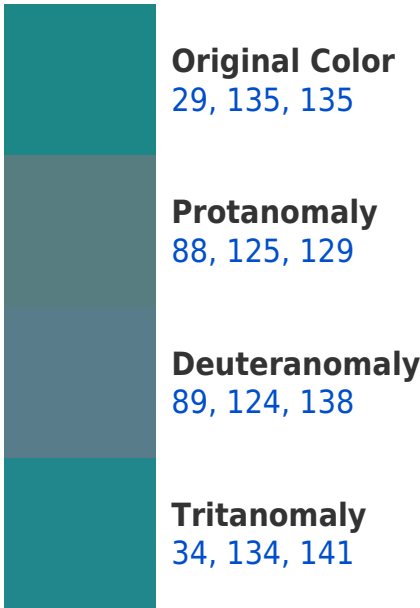 Original Color
29, 135, 135
Protanomaly
88, 125, 129
Deuteranomaly
89, 124, 138
Tritanomaly
34, 134, 141